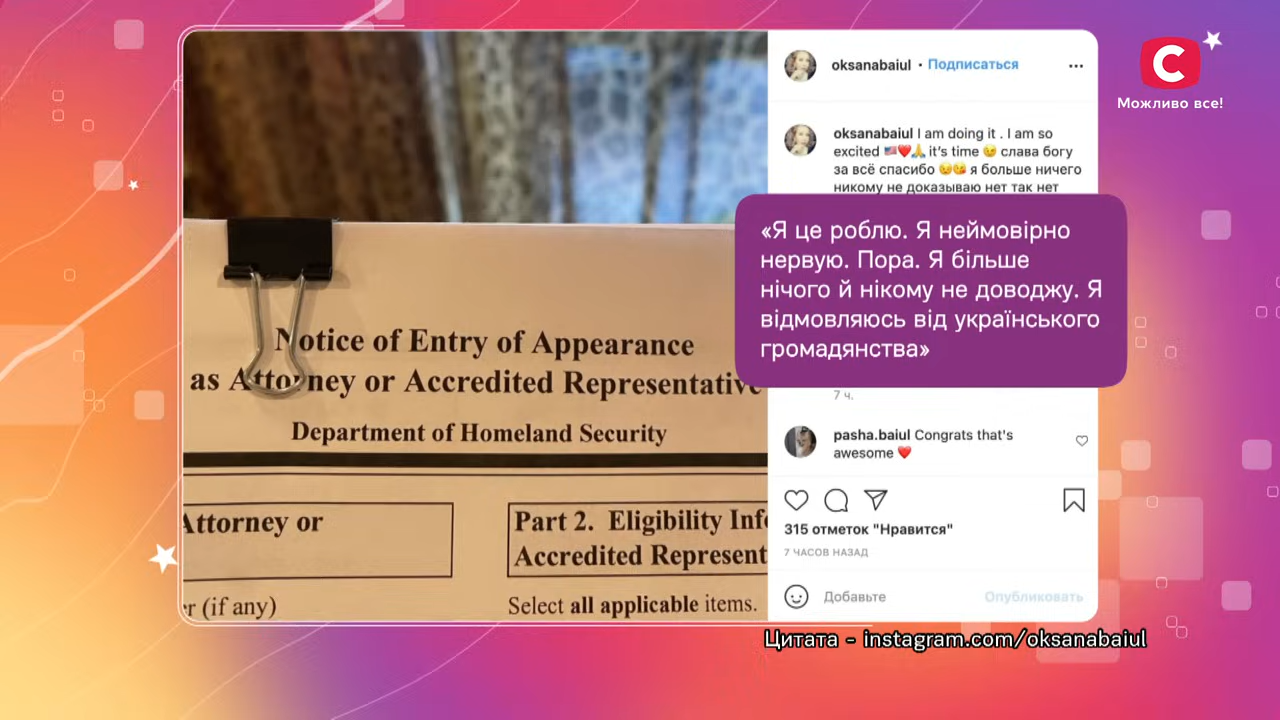 Notice of Entry of Appearance
as Attorney or Accredited Representative
Department of Homeland Security
Attorney or
Part 2. Eligibility Info
Accredited Represent
r (if any)
Select all applicable items.
oksanabaiul • Подписаться
oksanabaiul I am doing it . I am so
excited 🇺🇸❤️🙏 it's time 😉 слава богу
за всё спасибо 😉😘 я больше ничего
никому не доказываю нет так нет
«Я це роблю. Я неймовірно
нервую. Пора. Я більше
нічого й нікому не доводжу. Я
відмовляюсь від українського
громадянства»
7 ч.
pasha.baiul Congrats that's
awesome ❤️
315 отметок "Нравится"
7 ЧАСОВ НАЗАД
Добавьте
Опубликовать
С
Можливо все!
Цитата - instagram.com/oksanabaiul